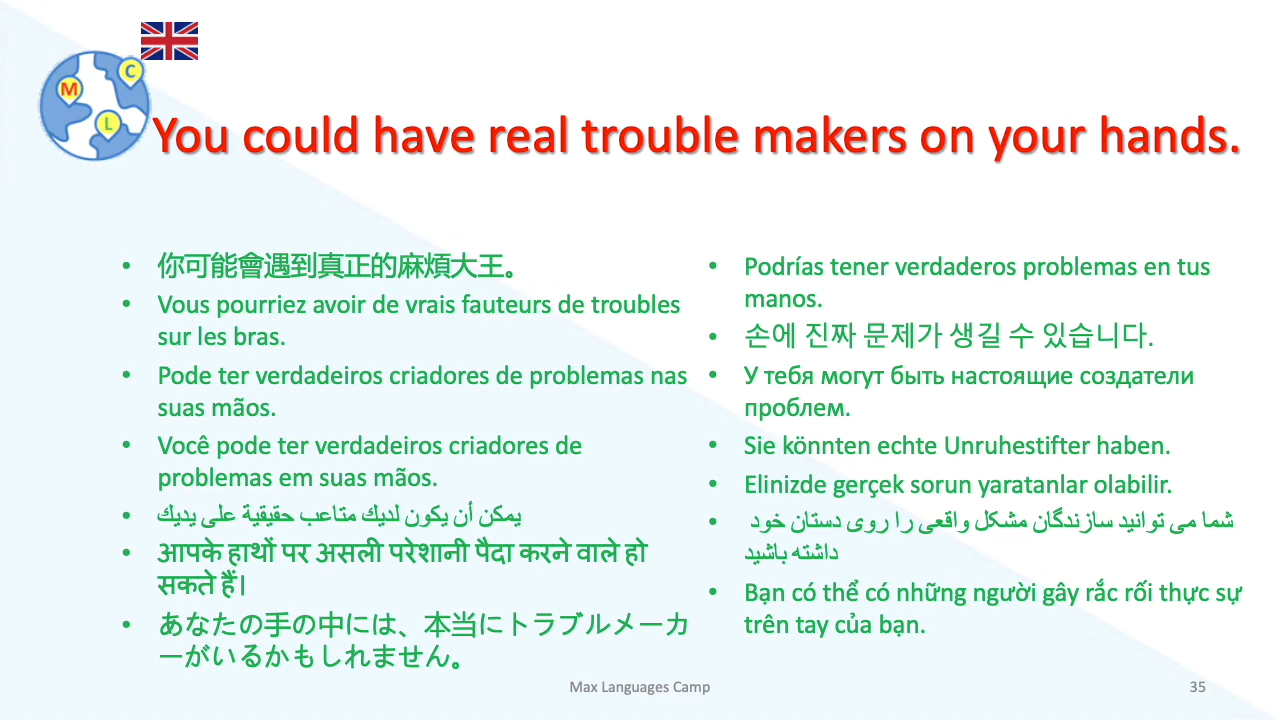 C
M
L
You could have real trouble makers on your hands.
• 你可能會遇到真正的麻煩大王。
• Vous pourriez avoir de vrais fauteurs de troubles
sur les bras.
• Pode ter verdadeiros criadores de problemas nas
suas mãos.
• Você pode ter verdadeiros criadores de
problemas em suas mãos.
• يمكن أن يكون لديك متاعب حقيقية على يديك
• आपके हाथों पर असली परेशानी पैदा करने वाले हो
सकते हैं।
• あなたの手の中には、本当にトラブルメーカ
ーがいるかもしれません。
• Podrías tener verdaderos problemas en tus
manos.
• 손에 진짜 문제가 생길 수 있습니다.
• У тебя могут быть настоящие создатели
проблем.
• Sie könnten echte Unruhestifter haben.
• Elinizde gerçek sorun yaratanlar olabilir.
• شما می توانید سازندگان مشکل واقعی را روی دستان خود
داشته باشید
• Bạn có thể có những người gây rắc rối thực sự
trên tay của bạn.
Max Languages Camp
35